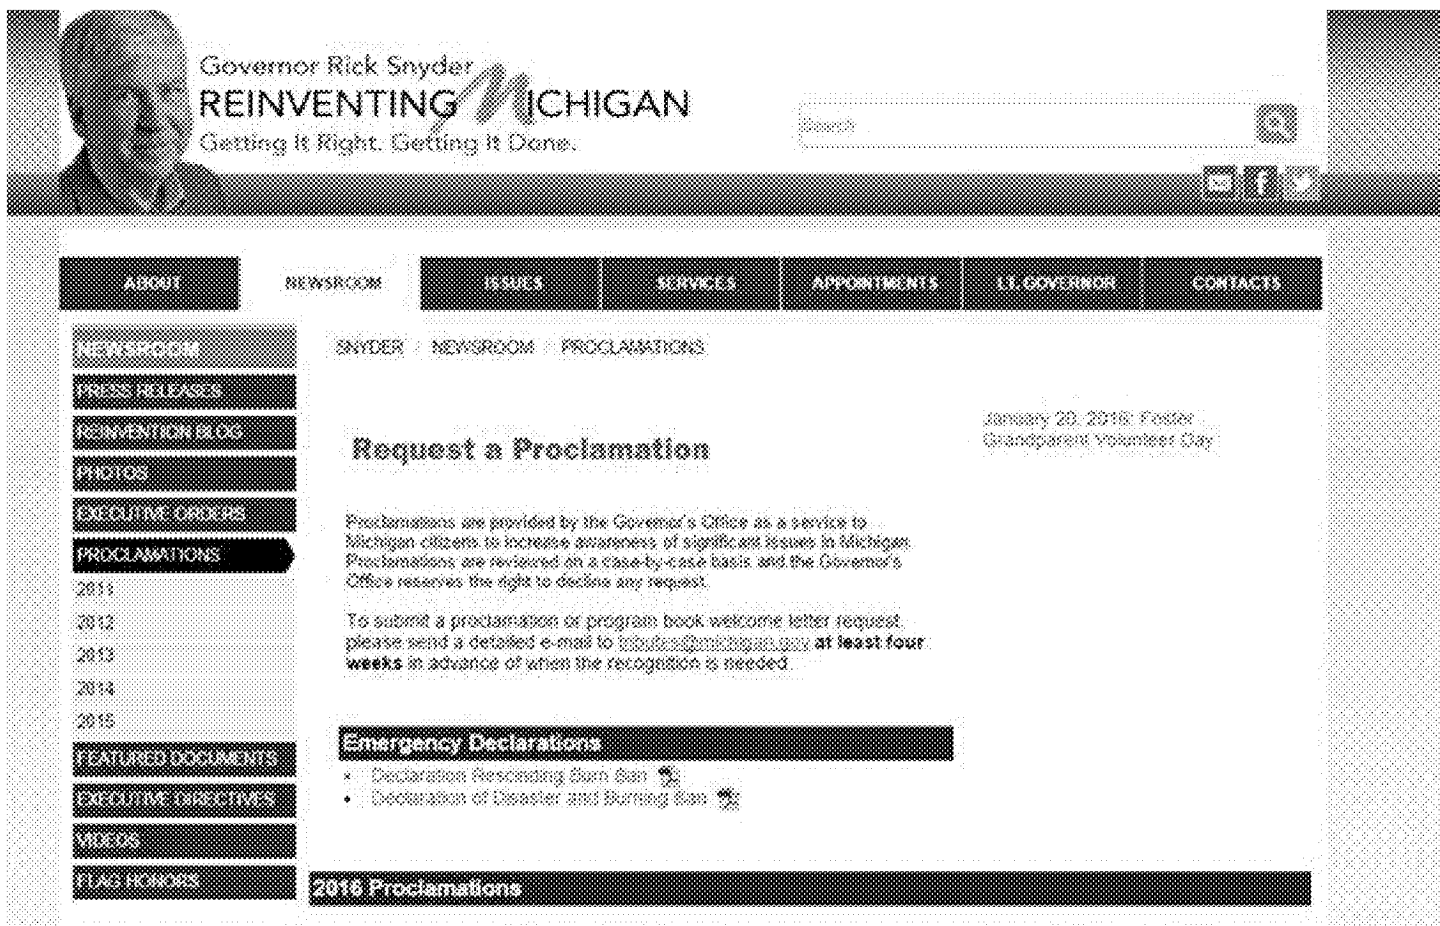 Governor Rick Snyder
REINVENTING MICHIGAN
Getting It Right. Getting It Done.
Search
ABOUT
NEWSROOM
ISSUES
SERVICES
APPOINTMENTS
LT. GOVERNOR
CONTACTS
NEWSROOM
PRESS RELEASES
REINVENTION BLOG
PHOTOS
EXECUTIVE ORDERS
PROCLAMATIONS
2011
2012
2013
2014
2015
FEATURED DOCUMENTS
EXECUTIVE DIRECTIVES
VIDEOS
FLAG HONORS
SNYDER / NEWSROOM / PROCLAMATIONS
Request a Proclamation
Proclamations are provided by the Governor's Office as a service to
Michigan citizens to increase awareness of significant issues in Michigan.
Proclamations are reviewed on a case-by-case basis and the Governor's
Office reserves the right to decline any request.
To submit a proclamation or program book welcome letter request,
please send a detailed e-mail to tributes@michigan.gov at least four
weeks in advance of when the recognition is needed.
Emergency Declarations
• Declaration Rescinding Burn Ban
• Declaration of Disaster and Burning Ban
January 20, 2016: Foster
Grandparent Volunteer Day
2016 Proclamations